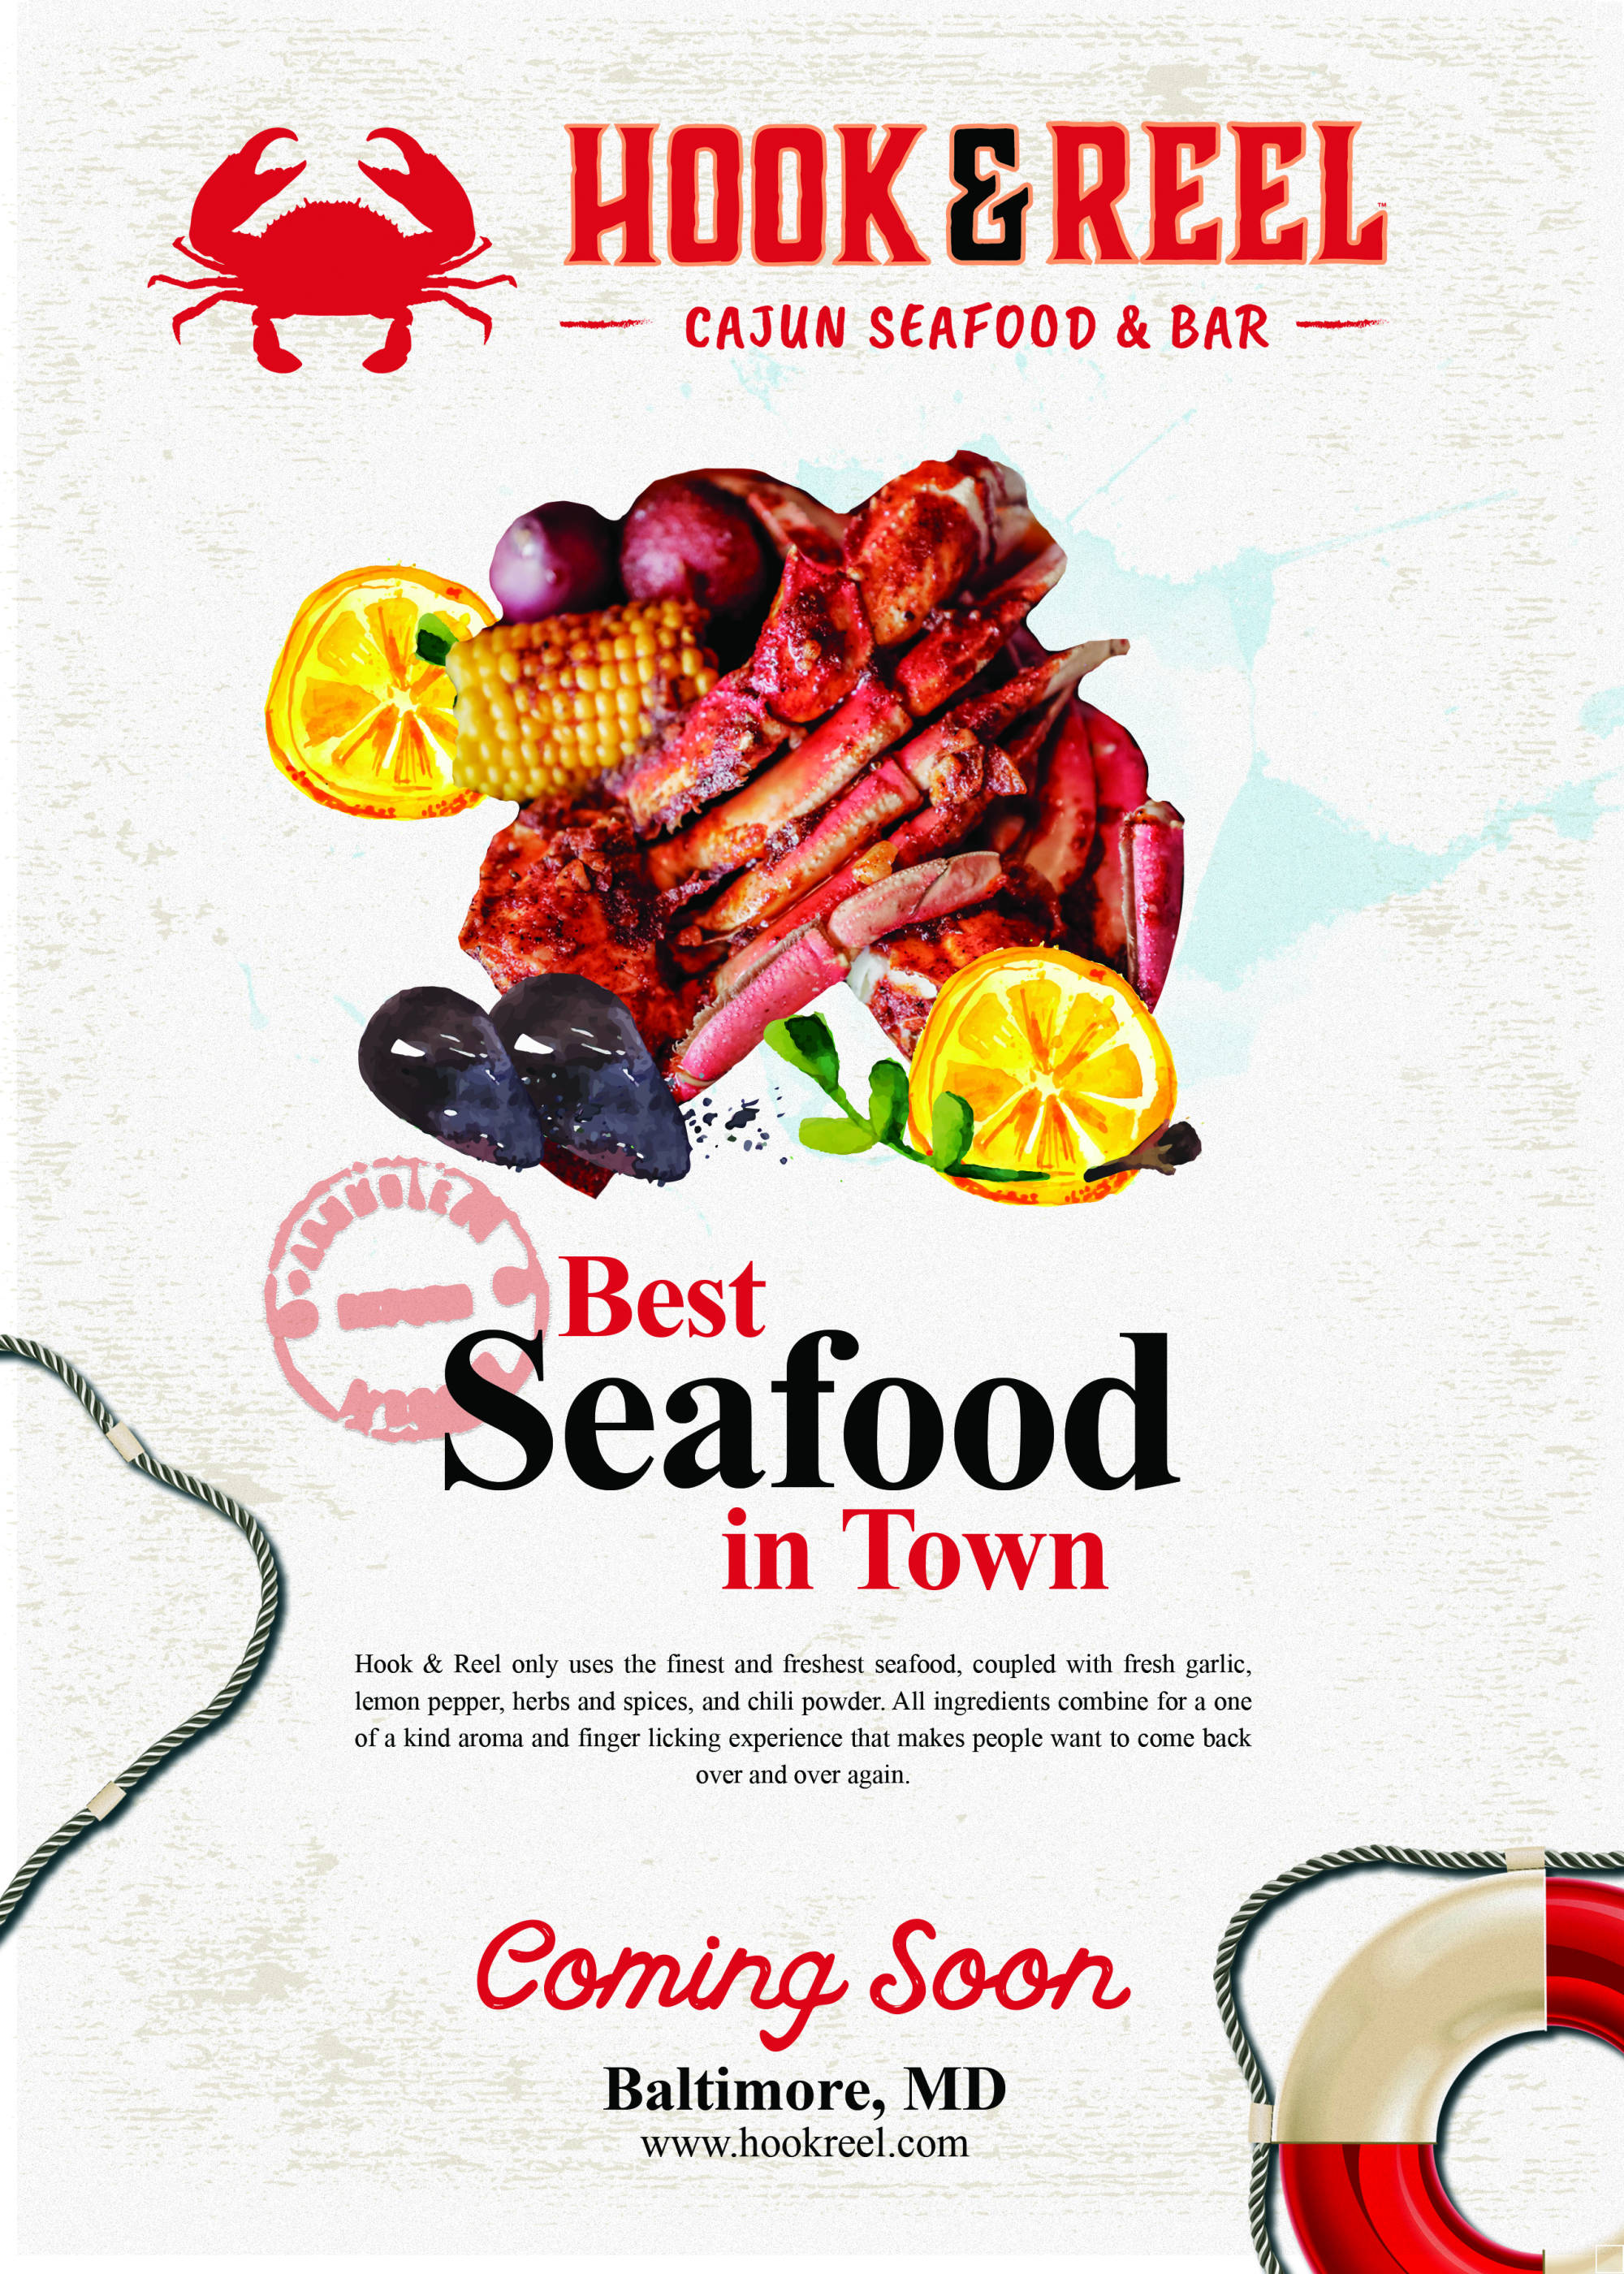 HOOK & REEL™
CAJUN SEAFOOD & BAR
Best
Seafood
in Town
Hook & Reel only uses the finest and freshest seafood, coupled with fresh garlic,
lemon pepper, herbs and spices, and chili powder. All ingredients combine for a one
of a kind aroma and finger licking experience that makes people want to come back
over and over again.
Coming Soon
Baltimore, MD
www.hookreel.com